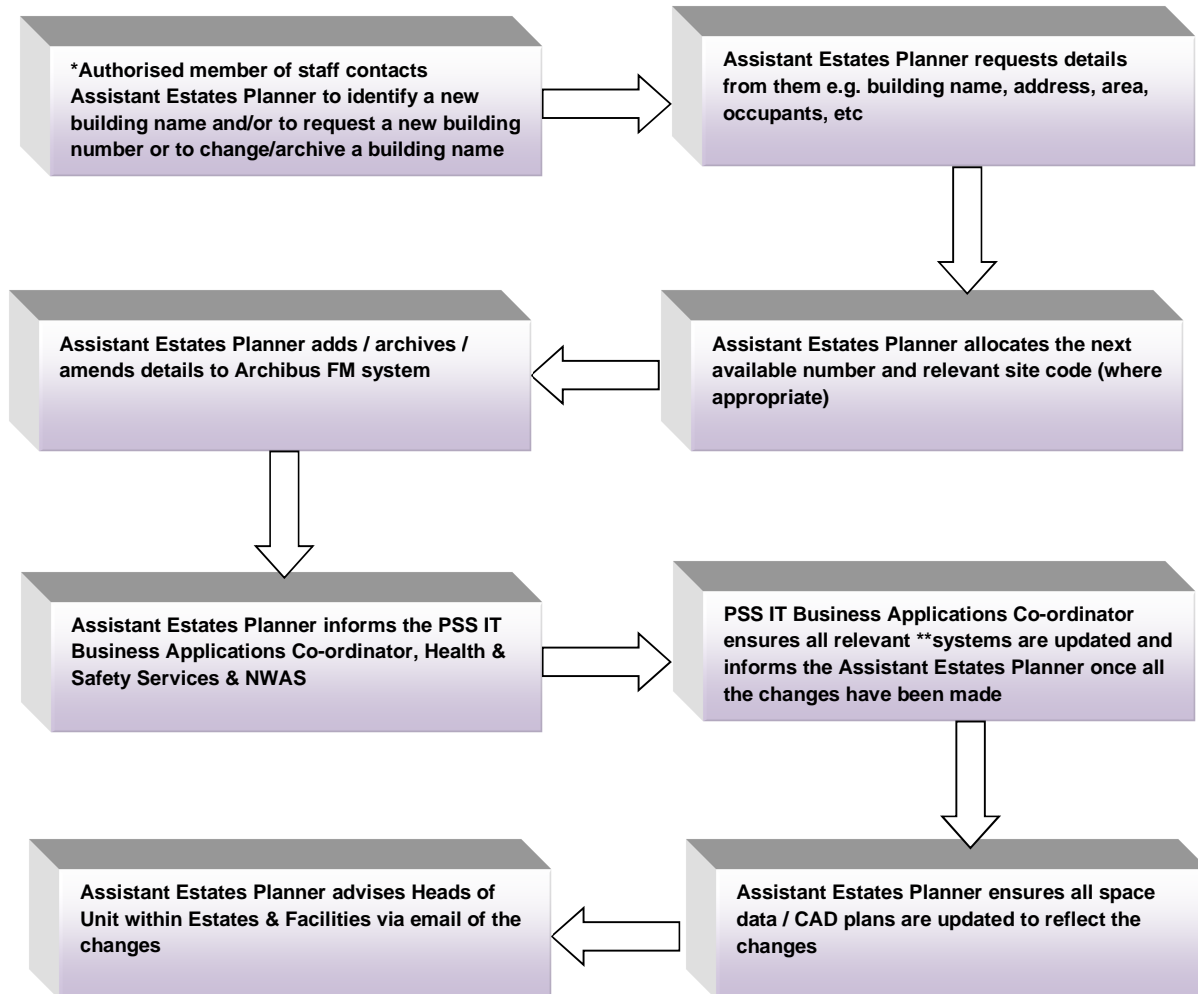 *Authorised member of staff contacts
Assistant Estates Planner to identify a new
building name and/or to request a new building
number or to change/archive a building name
Assistant Estates Planner requests details
from them e.g. building name, address, area,
occupants, etc
Assistant Estates Planner allocates the next
available number and relevant site code (where
appropriate)
Assistant Estates Planner adds / archives /
amends details to Archibus FM system
Assistant Estates Planner informs the PSS IT
Business Applications Co-ordinator, Health &
Safety Services & NWAS
PSS IT Business Applications Co-ordinator
ensures all relevant **systems are updated and
informs the Assistant Estates Planner once all
the changes have been made
Assistant Estates Planner ensures all space
data / CAD plans are updated to reflect the
changes
Assistant Estates Planner advises Heads of
Unit within Estates & Facilities via email of the
changes